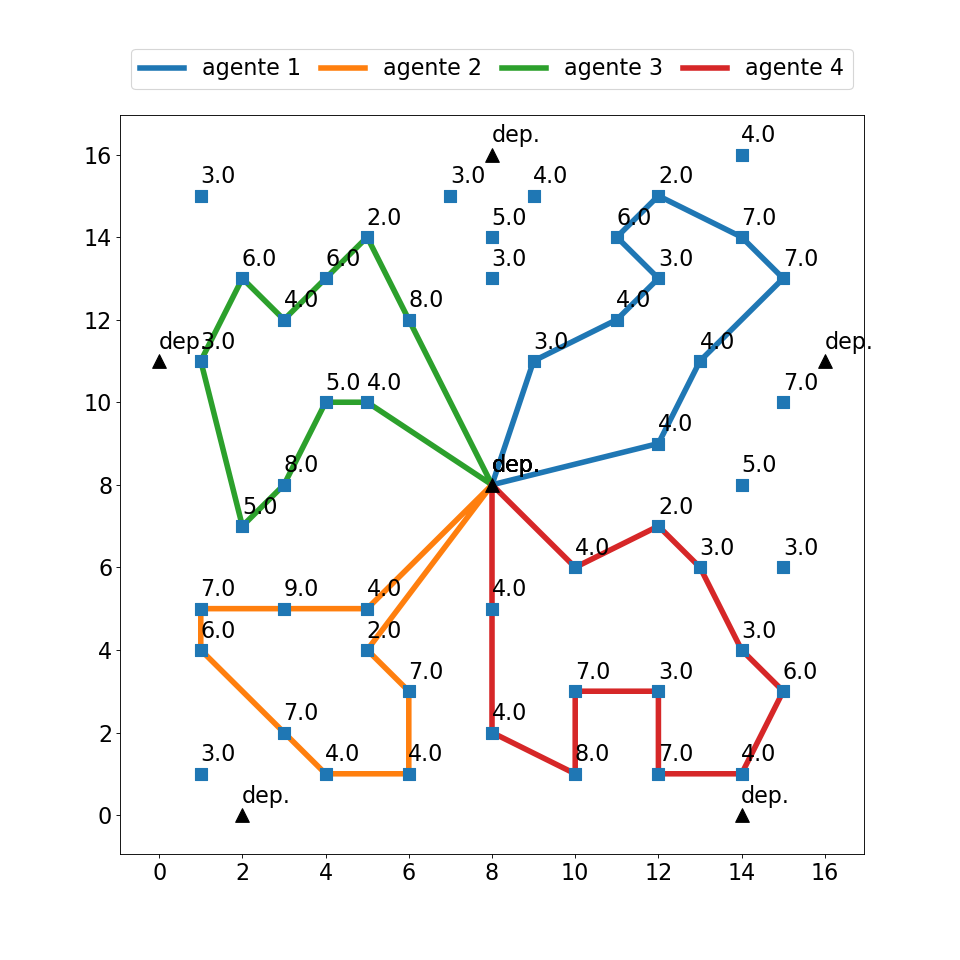 agente 1 agente 2 agente 3 agente 4
dep. 4.0
16
3.0 3.0 4.0 2.0
2.0 5.0 6.0 7.0
14
6.0 6.0 3.0 3.0 7.0
4.0 8.0 4.0
12
dep. 3.0 3.0 4.0 dep.
5.0 4.0 7.0
10
4.0
8.0 dep. 5.0
8
5.0 2.0
4.0 3.0 3.0
6
7.0 9.0 4.0 4.0
6.0 2.0 3.0
4
7.0 7.0 3.0 6.0
7.0 4.0
2
3.0 4.0 4.0 8.0 7.0 4.0
dep. dep.
0
0 2 4 6 8 10 12 14 16